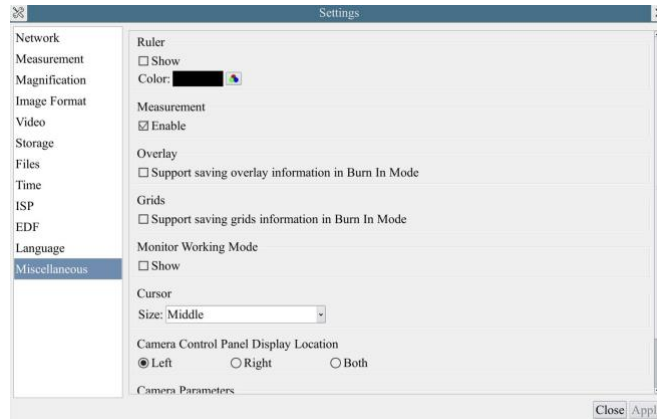 Settings
Network
Measurement
Magnification
Image Format
Video
Storage
Files
Time
ISP
EDF
Language
Miscellaneous
Ruler
Show
Color:
Measurement
Enable
Overlay
Support saving overlay information in Burn In Mode
Grids
Support saving grids information in Burn In Mode
Monitor Working Mode
Show
Cursor
Size: Middle
Camera Control Panel Display Location
Left Right Both
Camera Parameters
Close Appl